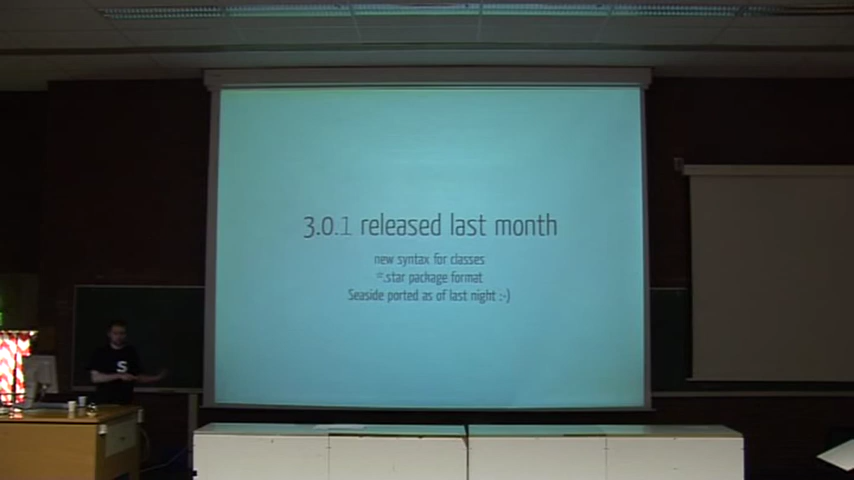 3.0.1 released last month
new syntax for classes
*.star package format
Seaside ported as of last night :-)
S